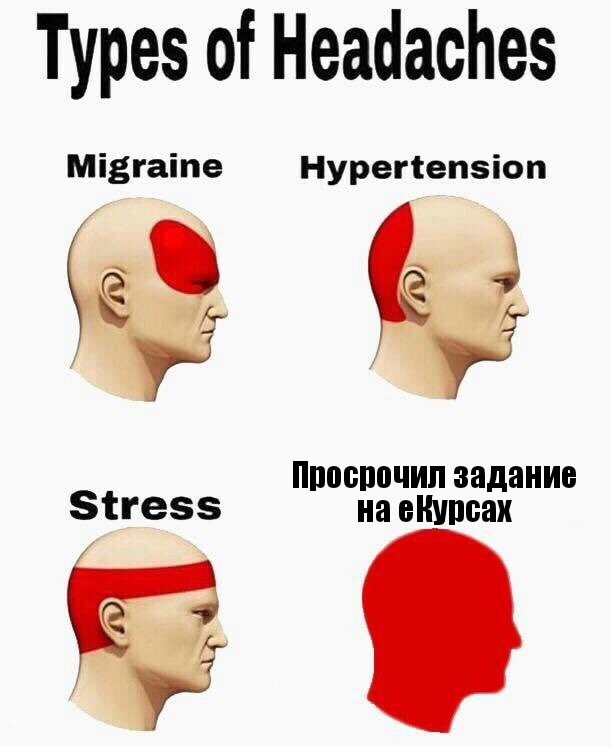 Types of Headaches
Migraine
Hypertension
Stress
Просрочил задание
на еКурсах